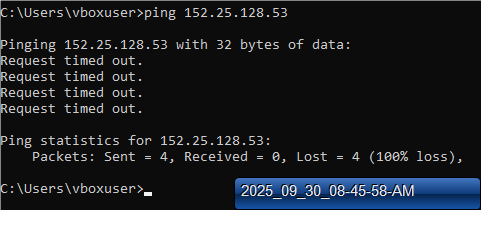 C:\Users\vboxuser>ping 152.25.128.53
Pinging 152.25.128.53 with 32 bytes of data:
Request timed out.
Request timed out.
Request timed out.
Request timed out.
Ping statistics for 152.25.128.53:
    Packets: Sent = 4, Received = 0, Lost = 4 (100% loss),
C:\Users\vboxuser>
2025_09_30_08-45-58-AM